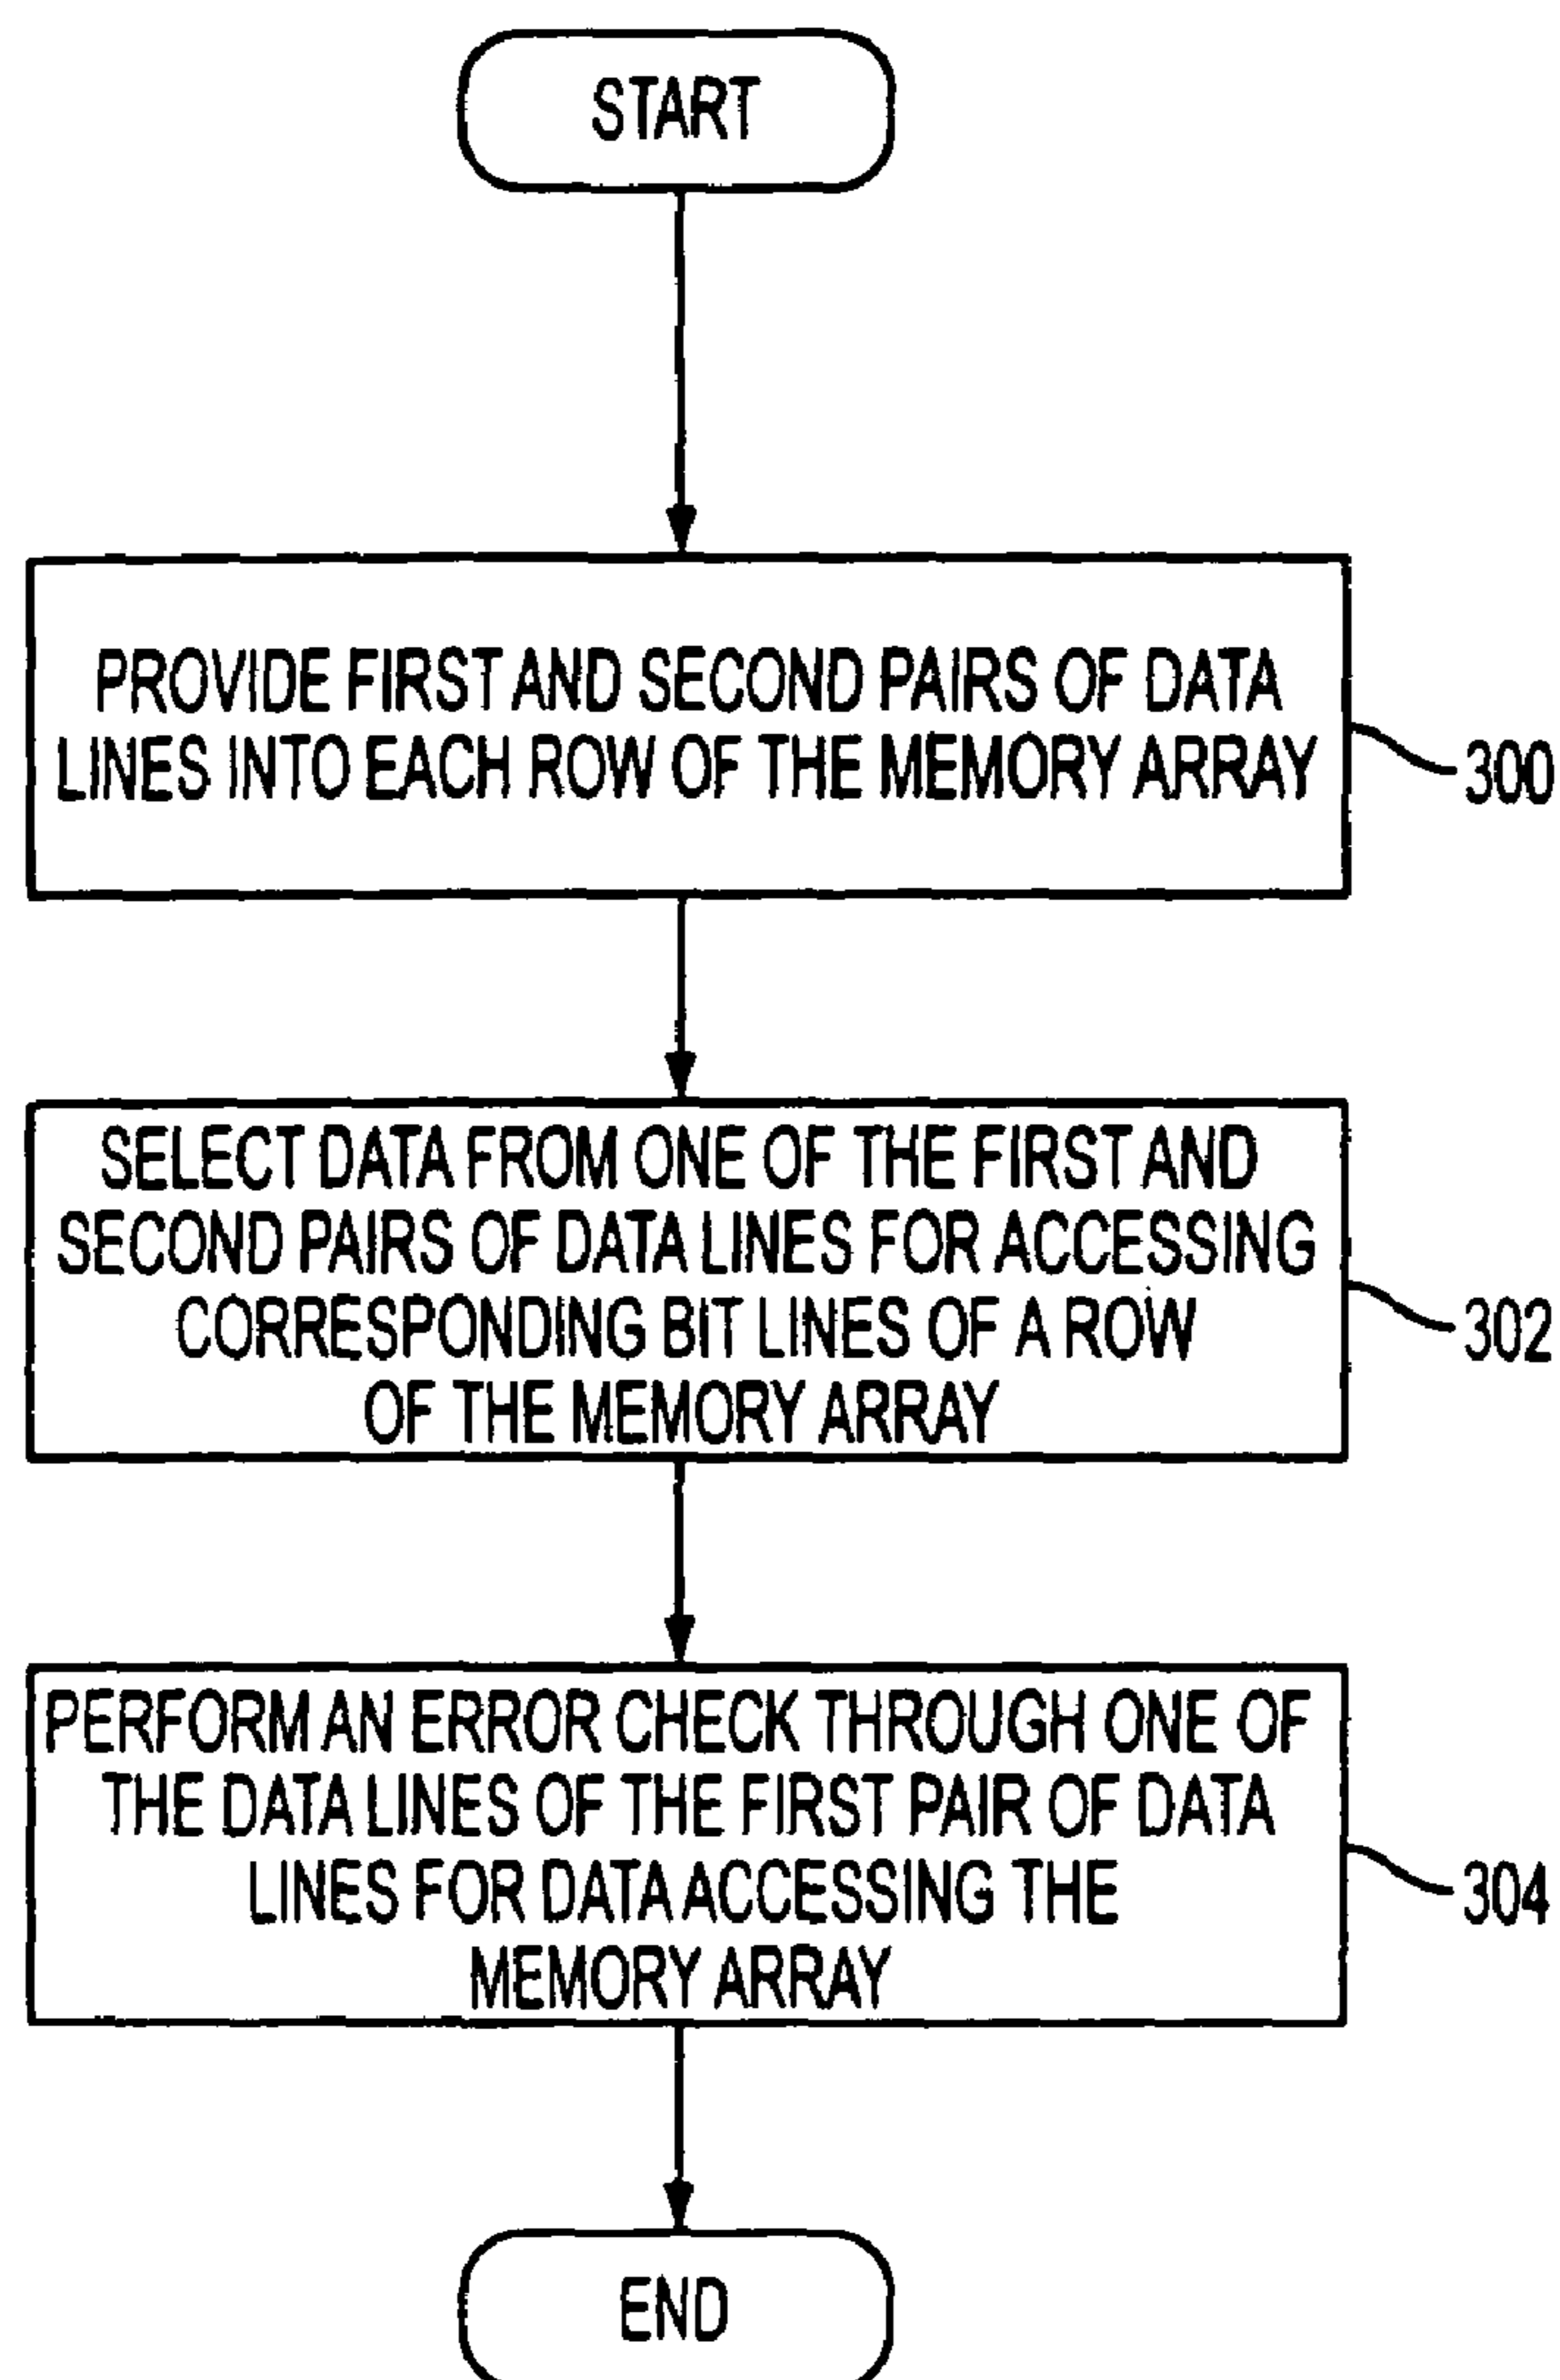 START
PROVIDE FIRST AND SECOND PAIRS OF DATA
LINES INTO EACH ROW OF THE MEMORY ARRAY
300
SELECT DATA FROM ONE OF THE FIRST AND
SECOND PAIRS OF DATA LINES FOR ACCESSING
CORRESPONDING BIT LINES OF A ROW
OF THE MEMORY ARRAY
302
PERFORM AN ERROR CHECK THROUGH ONE OF
THE DATA LINES OF THE FIRST PAIR OF DATA
LINES FOR DATA ACCESSING THE
MEMORY ARRAY
304
END